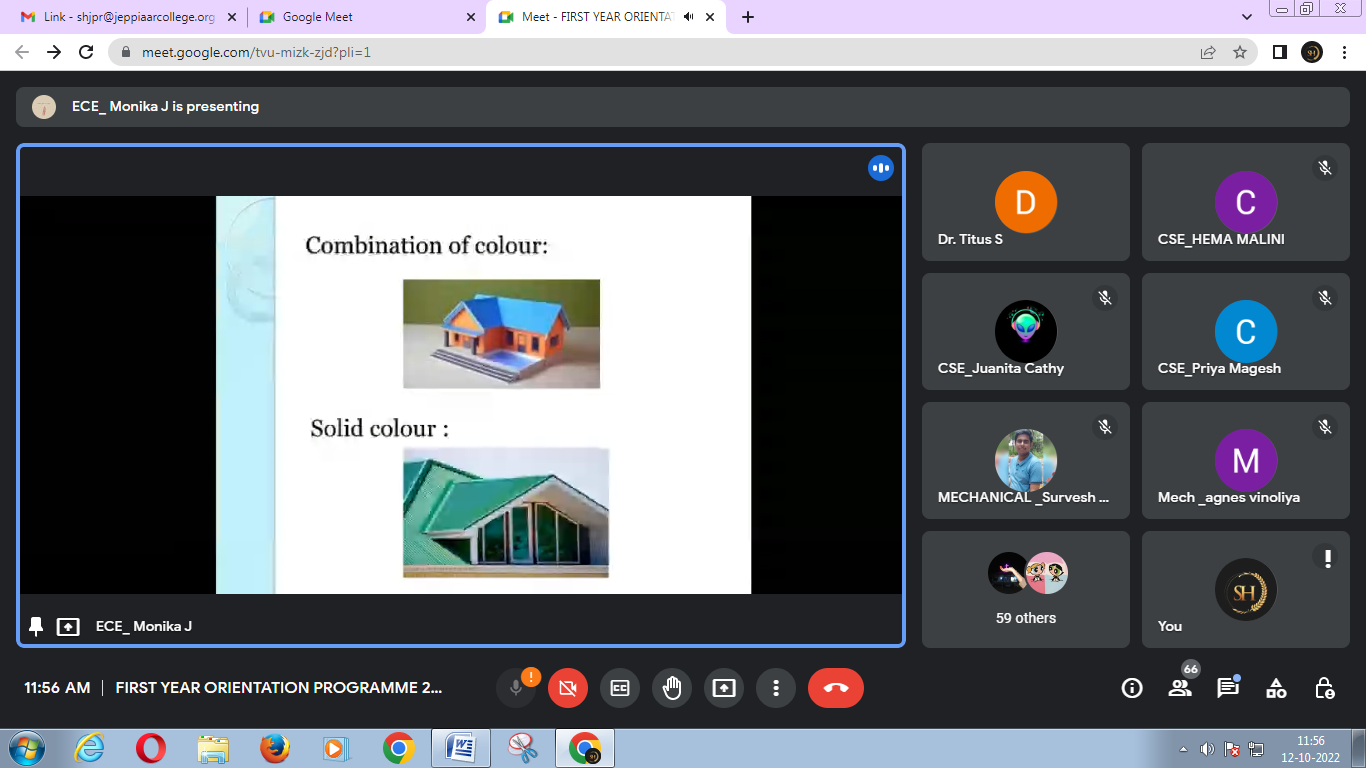 Link - shjpr@jeppiaarcollege.org
Google Meet
Meet - FIRST YEAR ORIENTA
meet.google.com/tvu-mizk-zjd?pli=1
ECE_ Monika J is presenting
Combination of colour:
Solid colour :
ECE_ Monika J
D
Dr. Titus S
C
CSE_HEMA MALINI
CSE_Juanita Cathy
C
CSE_Priya Magesh
MECHANICAL _Survesh ...
M
Mech _agnes vinoliya
59 others
SH
You
11:56 AM
FIRST YEAR ORIENTATION PROGRAMME 2...
CC
66
11:56
12-10-2022